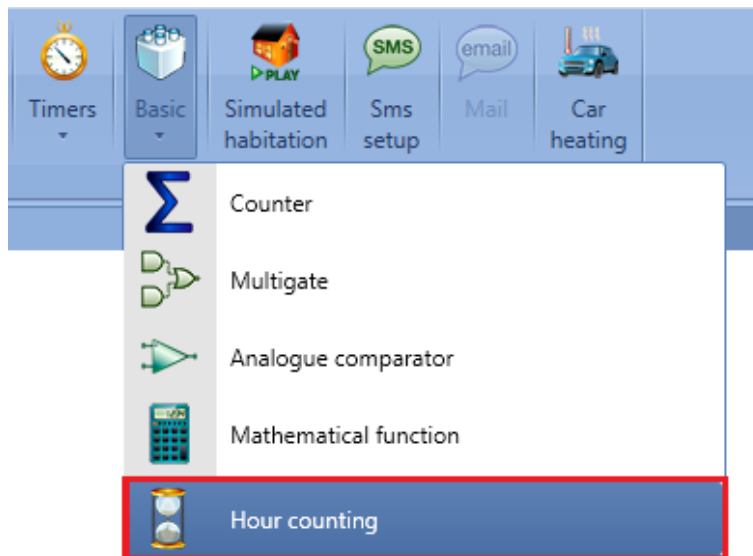 PLAY
SMS
email
Timers
Basic
Simulated
habitation
Sms
setup
Mail
Car
heating
Counter
Multigate
Analogue comparator
Mathematical function
Hour counting